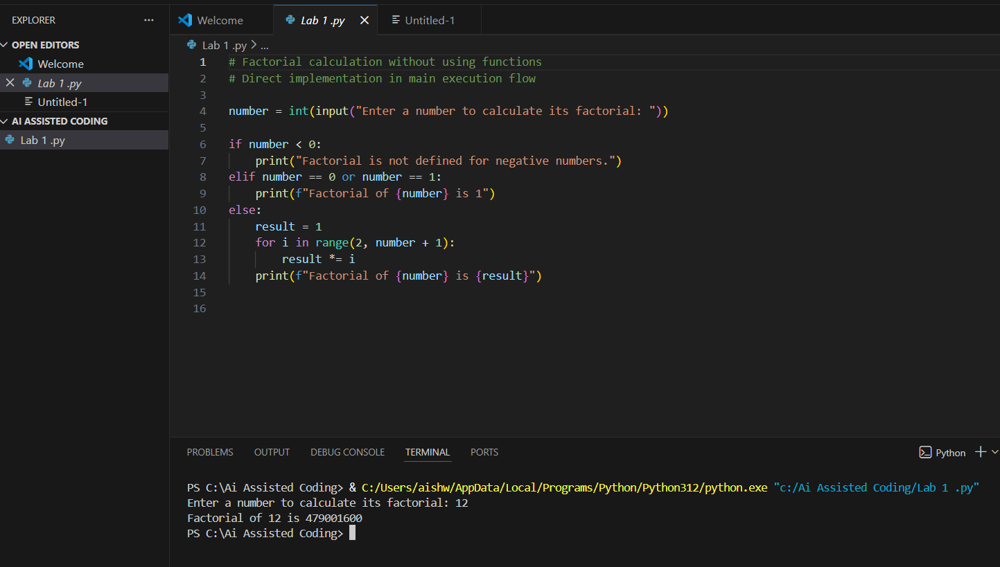 EXPLORER
...
OPEN EDITORS
Welcome
Lab 1 .py
Untitled-1
AI ASSISTED CODING
Lab 1 .py
Welcome
Lab 1 .py
Untitled-1
Lab 1 .py > ...
1 # Factorial calculation without using functions
2 # Direct implementation in main execution flow
3
4 number = int(input("Enter a number to calculate its factorial: "))
5
6 if number < 0:
7     print("Factorial is not defined for negative numbers.")
8 elif number == 0 or number == 1:
9     print(f"Factorial of {number} is 1")
10 else:
11     result = 1
12     for i in range(2, number + 1):
13         result *= i
14     print(f"Factorial of {number} is {result}")
15
16
PROBLEMS OUTPUT DEBUG CONSOLE TERMINAL PORTS
Python
PS C:\Ai Assisted Coding> & C:/Users/aishw/AppData/Local/Programs/Python/Python312/python.exe "c:/Ai Assisted Coding/Lab 1 .py"
Enter a number to calculate its factorial: 12
Factorial of 12 is 479001600
PS C:\Ai Assisted Coding>